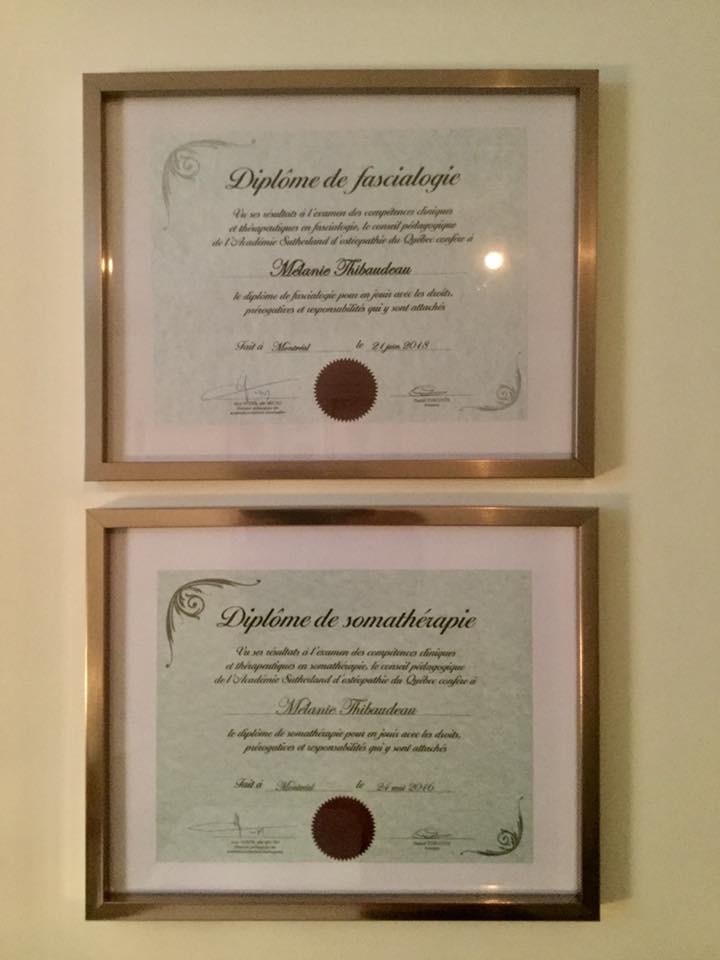 Diplôme de fascialogie
Vu ses résultats à l'examen des compétences cliniques
et thérapeutiques en fascialogie, le conseil pédagogique
de l'Académie Sutherland d'ostéopathie du Québec confère à
Mélanie Thibaudeau
le diplôme de fascialogie pour en jouir avec les droits,
prérogatives et responsabilités qui y sont attachés
Fait à Montréal le 21 juin 2018
Diplôme de somathérapie
Vu ses résultats à l'examen des compétences cliniques
et thérapeutiques en somathérapie, le conseil pédagogique
de l'Académie Sutherland d'ostéopathie du Québec confère à
Mélanie Thibaudeau
le diplôme de somathérapie pour en jouir avec les droits,
prérogatives et responsabilités qui y sont attachés
Fait à Montréal le 24 mai 2016